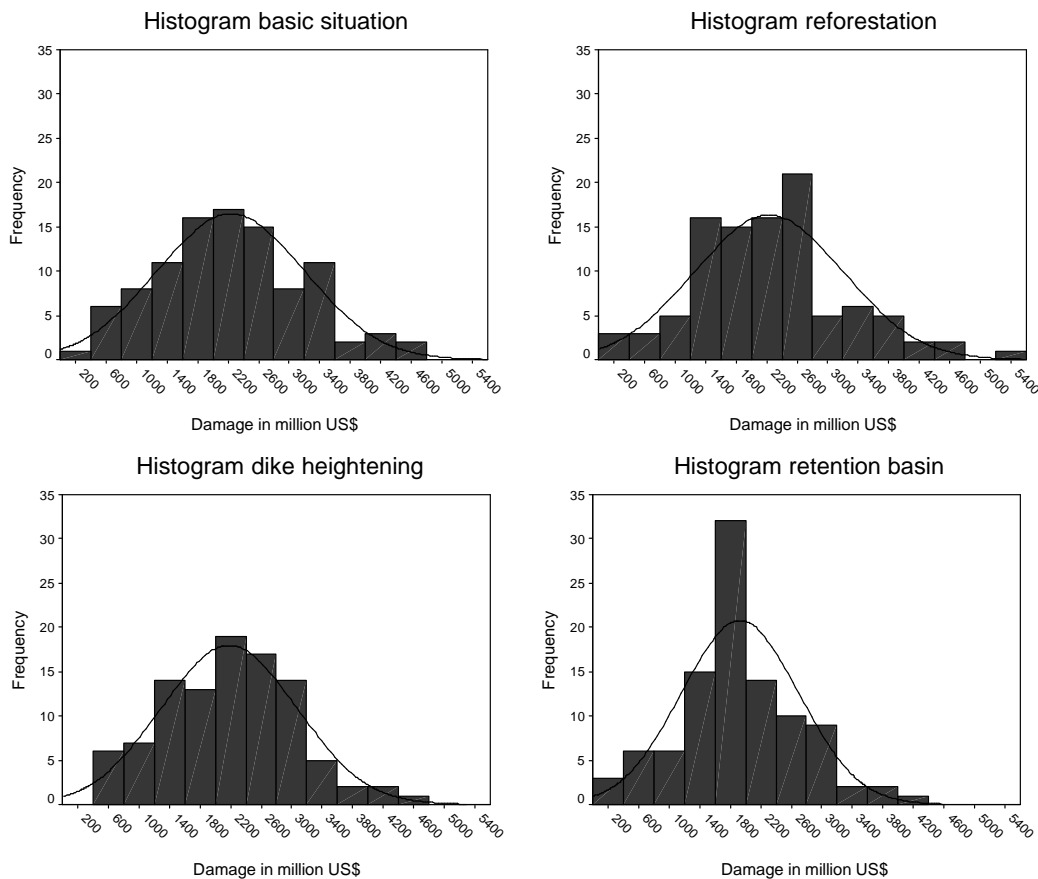 Histogram basic situation
35
30
25
20
15
10
5
0
Frequency
200 600 1000 1400 1800 2200 2600 3000 3400 3800 4200 4600 5000 5400
Damage in million US$
Histogram reforestation
35
30
25
20
15
10
5
0
Frequency
200 600 1000 1400 1800 2200 2600 3000 3400 3800 4200 4600 5000 5400
Damage in million US$
Histogram dike heightening
35
30
25
20
15
10
5
0
Frequency
200 600 1000 1400 1800 2200 2600 3000 3400 3800 4200 4600 5000 5400
Damage in million US$
Histogram retention basin
35
30
25
20
15
10
5
0
Frequency
200 600 1000 1400 1800 2200 2600 3000 3400 3800 4200 4600 5000 5400
Damage in million US$